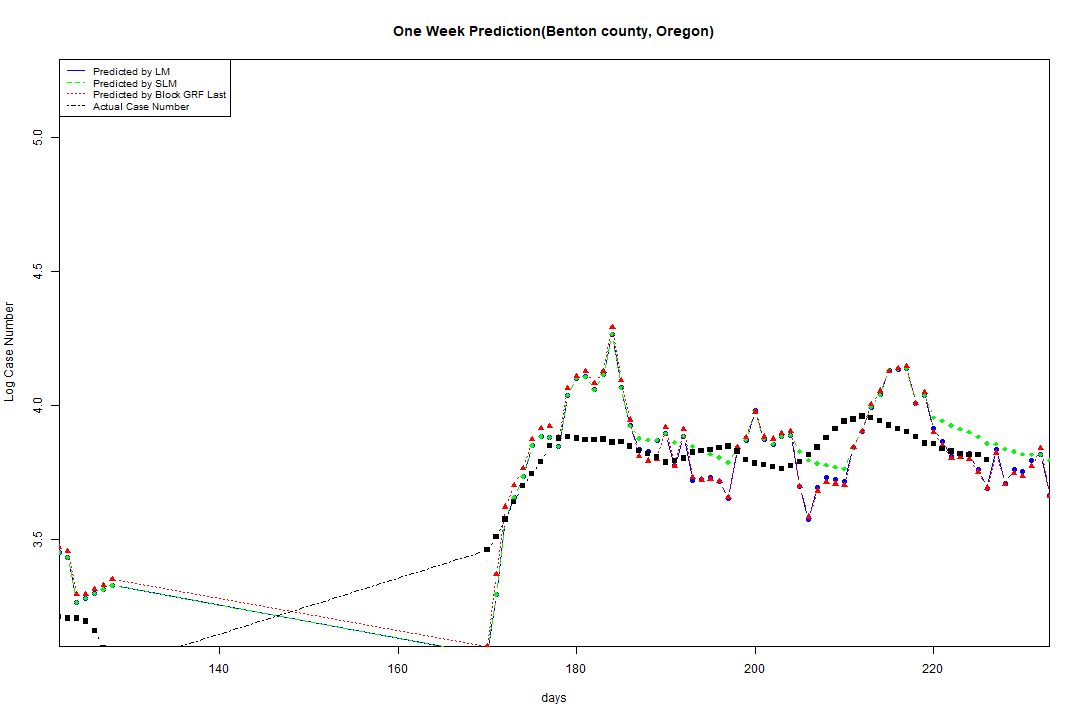 One Week Prediction(Benton county, Oregon)
Predicted by LM
Predicted by SLM
Predicted by Block GRF Last
Actual Case Number
5.0
4.5
4.0
3.5
Log Case Number
140 160 180 200 220
days